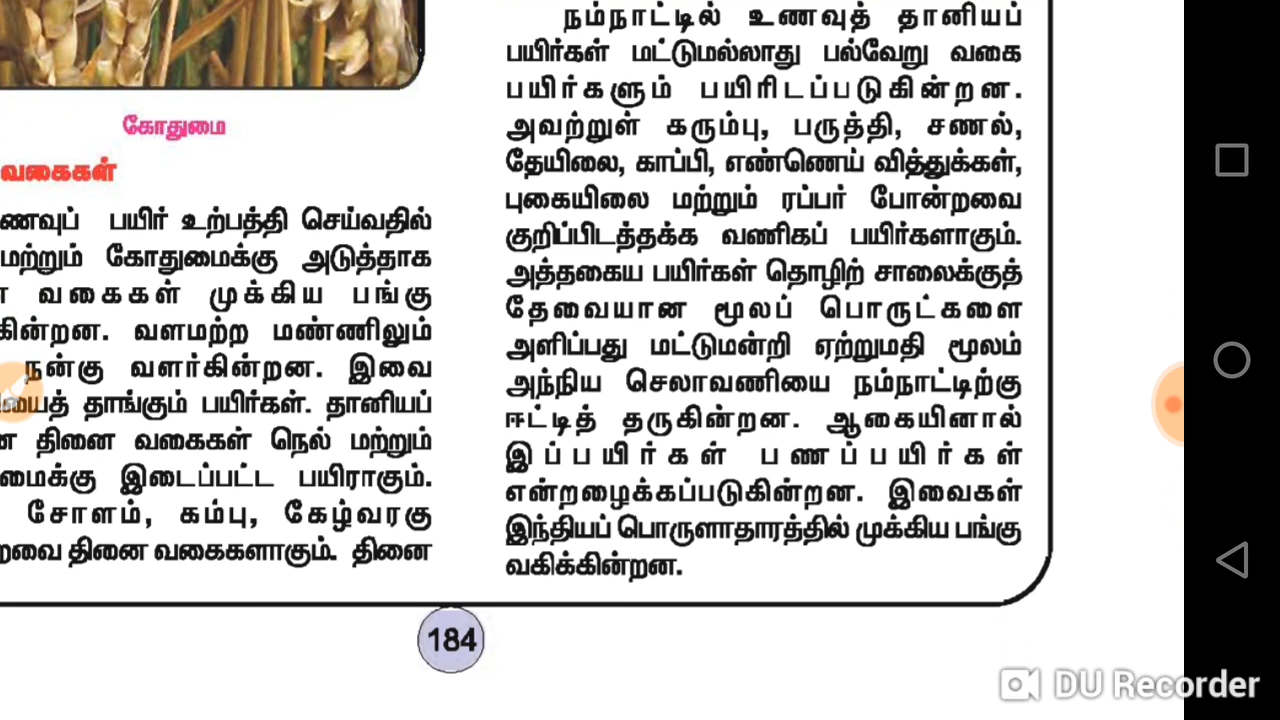 கோதுமை
வகைகள்
பயிர் உற்பத்தி செய்வதில்
மற்றும் கோதுமைக்கு அடுத்தாக
வகைகள் முக்கிய பங்கு
வளமற்ற மண்ணிலும்
நன்கு வளர்கின்றன. இவை
தாங்கும் பயிர்கள். தானியப்
தினை வகைகள் நெல் மற்றும்
இடைப்பட்ட பயிராகும்.
சோளம், கம்பு, கேழ்வரகு
தினை வகைகளாகும். தினை
நம்நாட்டில் உணவுத் தானியப்
பயிர்கள் மட்டுமல்லாது பல்வேறு வகை
பயிர்களும் பயிரிடப்படுகின்றன.
அவற்றுள் கரும்பு, பருத்தி, சணல்,
தேயிலை, காப்பி, எண்ணெய் வித்துக்கள்,
புகையிலை மற்றும் ரப்பர் போன்றவை
குறிப்பிடத்தக்க வணிகப் பயிர்களாகும்.
அத்தகைய பயிர்கள் தொழிற் சாலைக்குத்
தேவையான மூலப் பொருட்களை
அளிப்பது மட்டுமன்றி ஏற்றுமதி மூலம்
அந்நிய செலாவணியை நம்நாட்டிற்கு
ஈட்டித் தருகின்றன. ஆகையினால்
இப்பயிர்கள் பணப்பயிர்கள்
என்றழைக்கப்படுகின்றன. இவைகள்
இந்தியப் பொருளாதாரத்தில் முக்கிய பங்கு
வகிக்கின்றன.
184
DU Recorder